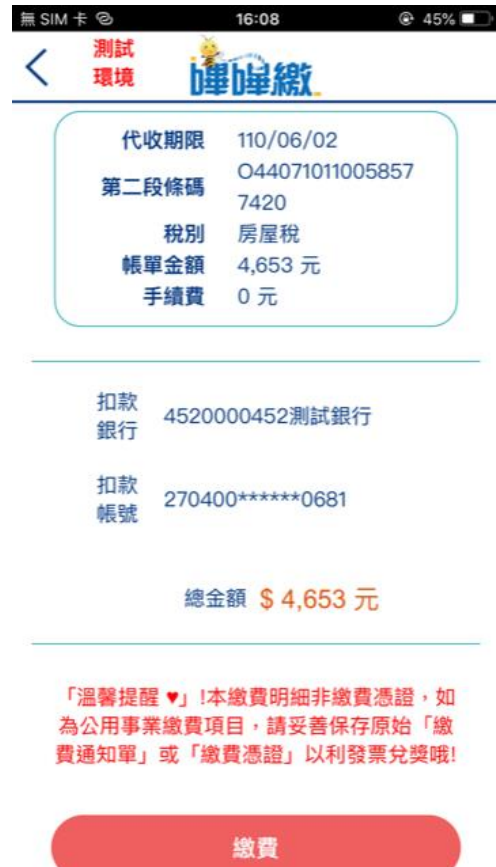 無 SIM 卡 16:08 45%
測試
環境
嗶嗶繳
代收期限 110/06/02
第二段條碼 O44071011005857
7420
稅別 房屋稅
帳單金額 4,653 元
手續費 0 元
扣款
銀行 4520000452測試銀行
扣款
帳號 270400******0681
總金額 $ 4,653 元
「溫馨提醒 ♥」!本繳費明細非繳費憑證，如
為公用事業繳費項目，請妥善保存原始「繳
費通知單」或「繳費憑證」以利發票兌獎哦!
繳費